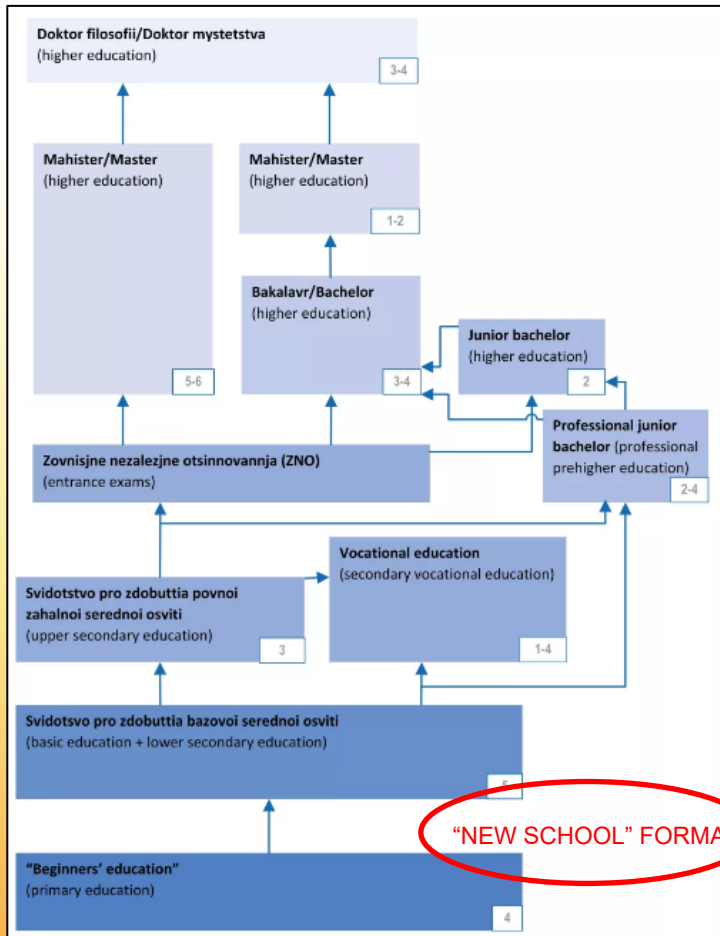 Doktor filosofii/Doktor mystetstva
(higher education)
3-4
Mahister/Master
(higher education)
5-6
Mahister/Master
(higher education)
1-2
Bakalavr/Bachelor
(higher education)
3-4
Junior bachelor
(higher education)
2
Professional junior
bachelor (professional
prehigher education)
2-4
Zovnisjne nezalezjne otsinnovannja (ZNO)
(entrance exams)
Vocational education
(secondary vocational education)
1-4
Svidotstvo pro zdobuttia povnoi
zahalnoi serednoi osviti
(upper secondary education)
3
Svidotsvo pro zdobuttia bazovoi serednoi osviti
(basic education + lower secondary education)
5
“NEW SCHOOL” FORMA
“Beginners’ education”
(primary education)
4